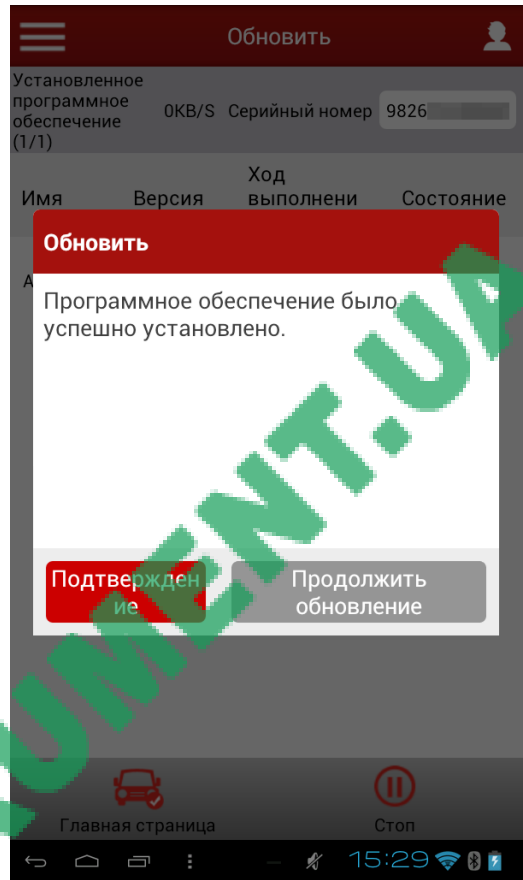 Обновить
Установленное
программное
обеспечение
(1/1)
0KB/S
Серийный номер
9826
Имя
Версия
Ход
выполнени
Состояние
Обновить
A
Программное обеспечение было
успешно установлено.
Подтвержден
ие
Продолжить
обновление
UMENT.UA
Главная страница
Стоп
15:29